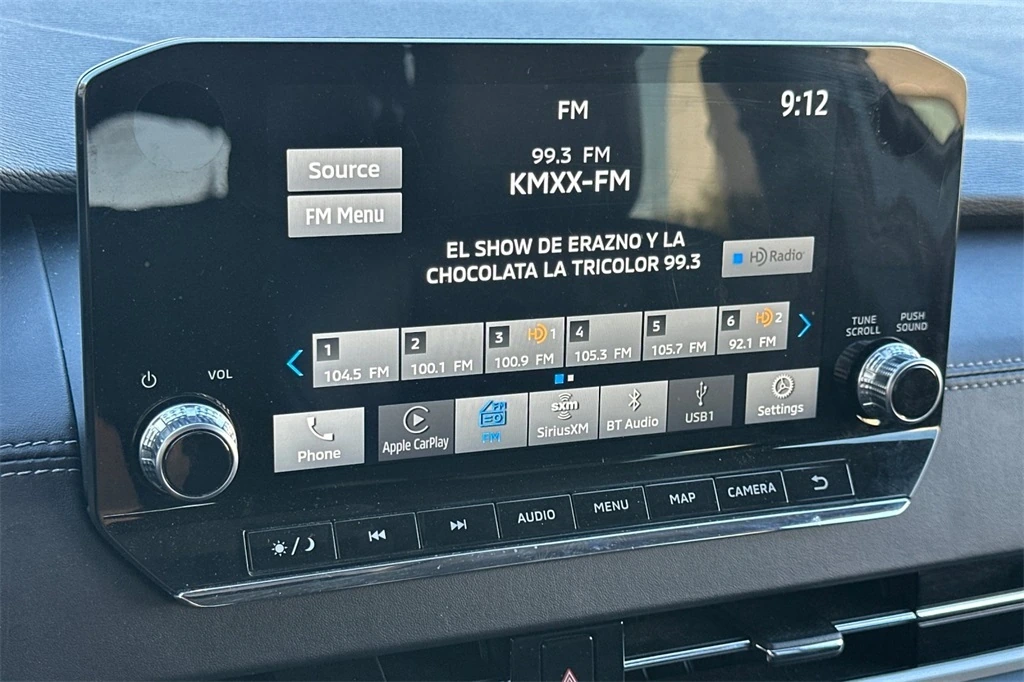 FM
9:12
Source
99.3 FM
KMXX-FM
FM Menu
EL SHOW DE ERAZNO Y LA
CHOCOLATA LA TRICOLOR 99.3
HD Radio
TUNE
SCROLL
PUSH
SOUND
1
104.5 FM
2
100.1 FM
3 HD 1
100.9 FM
4
105.3 FM
5
105.7 FM
6 HD 2
92.1 FM
VOL
Phone
Apple CarPlay
FM
FM
sxm
SiriusXM
BT Audio
USB1
Settings
AUDIO
MENU
MAP
CAMERA